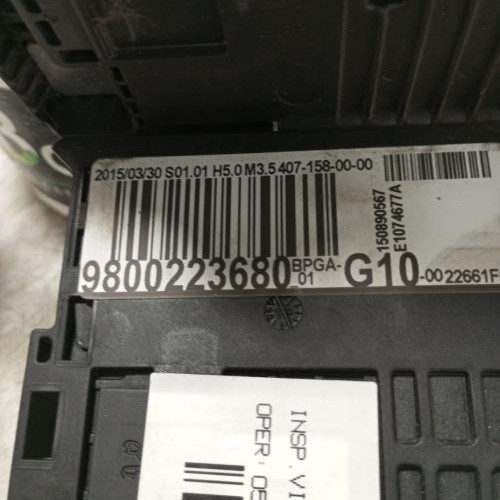 2015/03/30 S01.01 H5.0 M3.5 407-158-00-00
9800223680 BPGA-01 G10-00 22661F
150890567
E1074677A
INSP. VI
OPER: 05